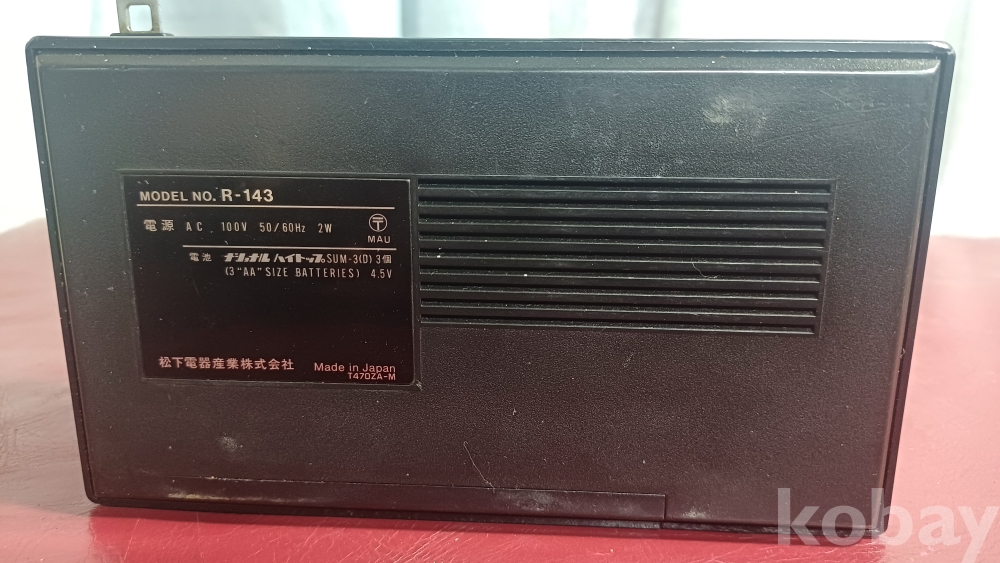 MODEL NO. R-143
電源 AC 100V 50/60Hz 2W
〒
MAU
電池 ナショナル ハイトップ SUM-3(D) 3個
(3 "AA" SIZE BATTERIES) 4.5V
松下電器産業株式会社 Made in Japan
T470ZA-M
kobay